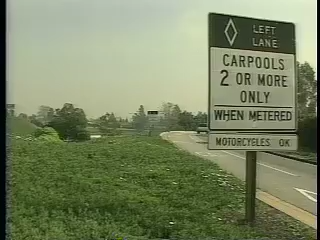 LEFT
LANE
CARPOOLS
2 OR MORE
ONLY
WHEN METERED
MOTORCYCLES OK